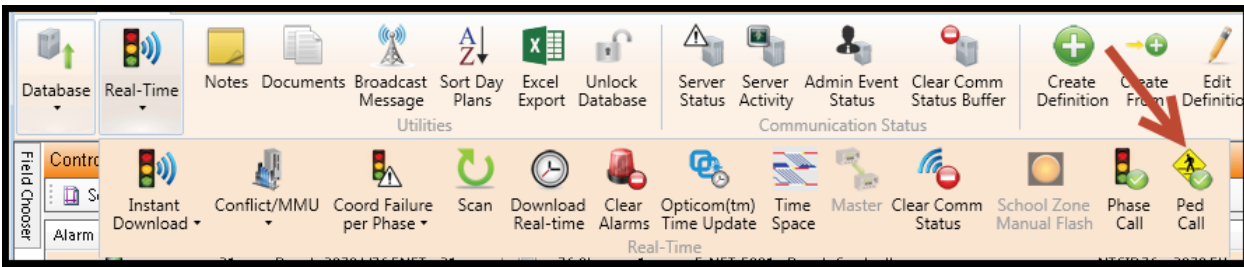 Database
Real-Time
Notes
Documents
Broadcast
Message
Sort Day
Plans
Excel
Export
Unlock
Database
Utilities
Server
Status
Server
Activity
Admin Event
Status
Clear Comm
Status Buffer
Communication Status
Create
Definition
Create
From
Edit
Definitio
Field Chooser
Contro
Alarm
Instant
Download
Conflict/MMU
Coord Failure
per Phase
Scan
Download
Real-time
Clear
Alarms
Opticom(tm)
Time Update
Time
Space
Master
Clear Comm
Status
School Zone
Manual Flash
Phase
Call
Ped
Call
Real-Time